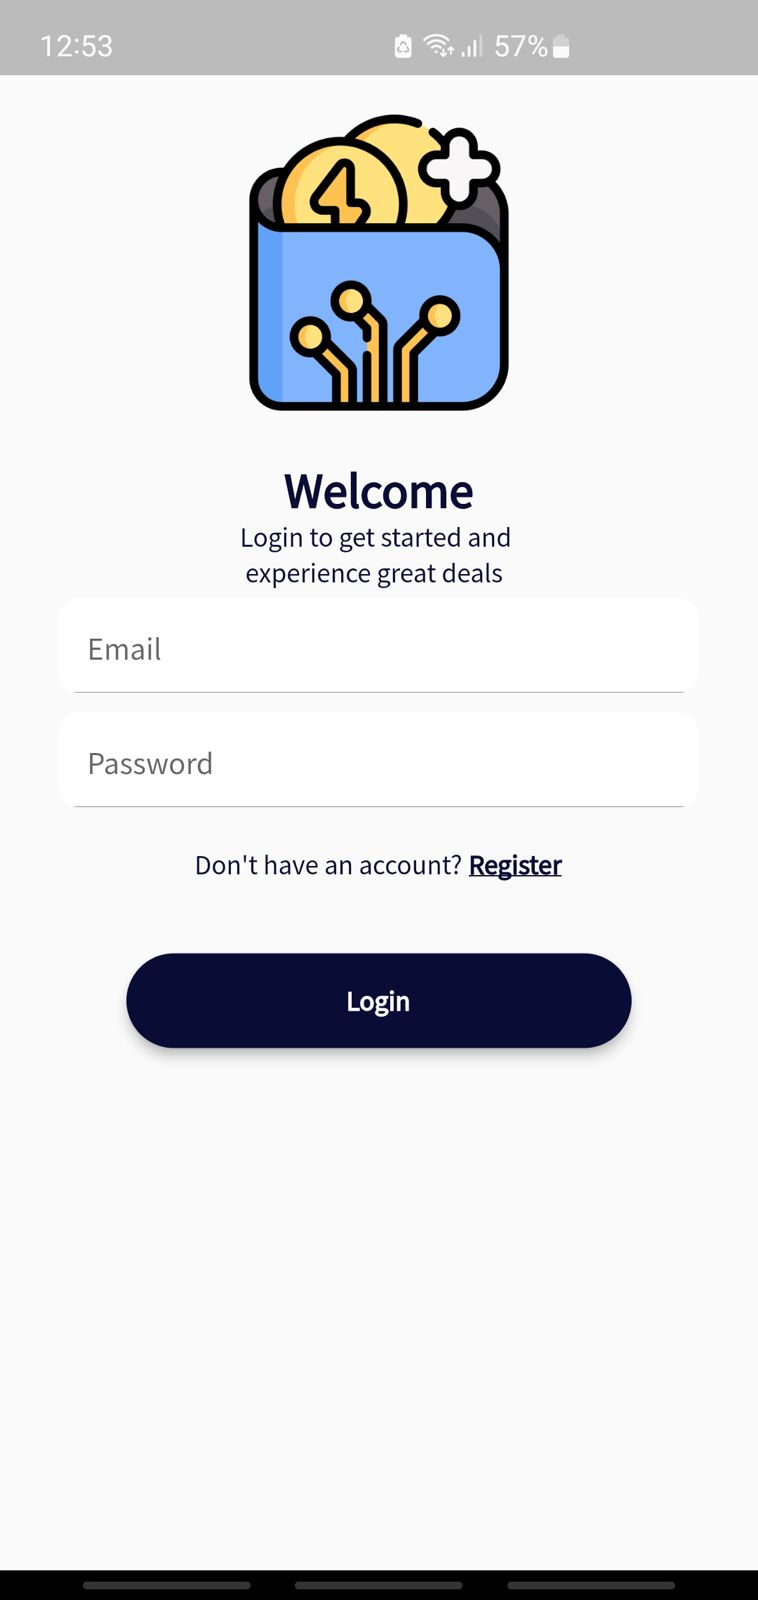 12:53 57%
Welcome
Login to get started and
experience great deals
Email
Password
Don't have an account? Register
Login